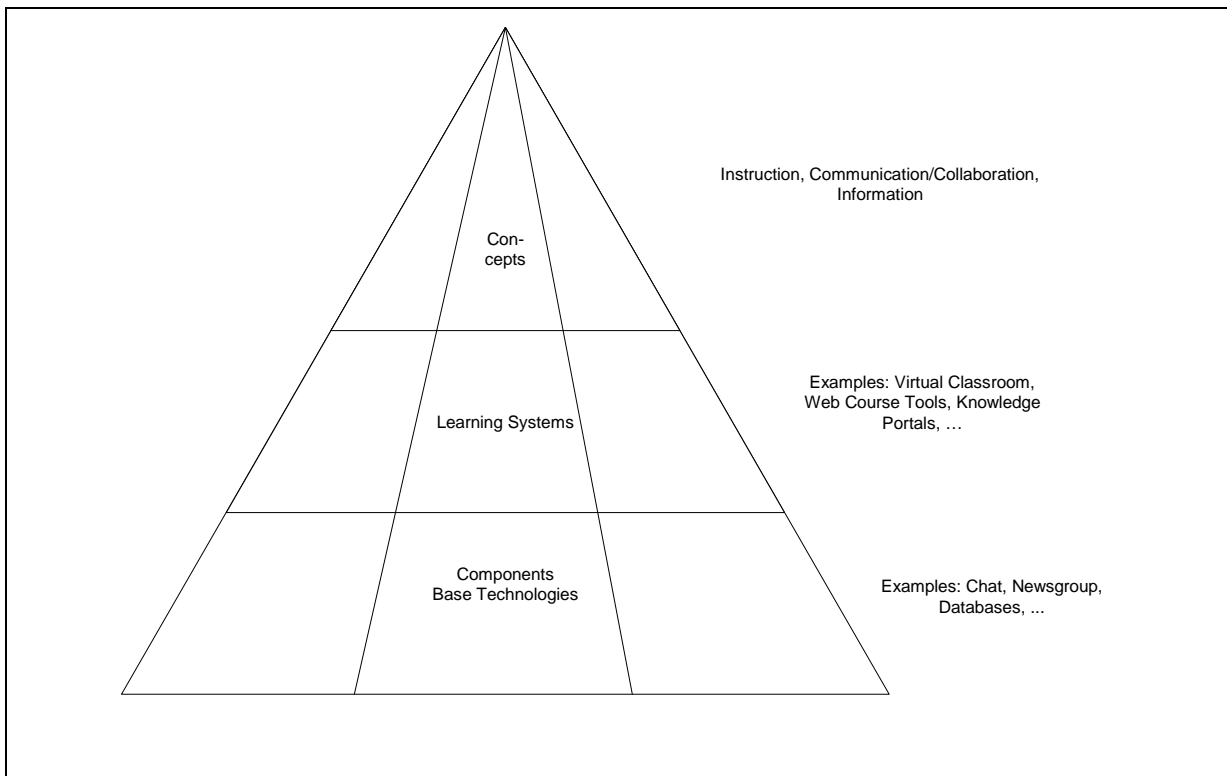 Instruction, Communication/Collaboration,
Information
Con-
cepts
Examples: Virtual Classroom,
Web Course Tools, Knowledge
Portals, …
Learning Systems
Components
Base Technologies
Examples: Chat, Newsgroup,
Databases, ...